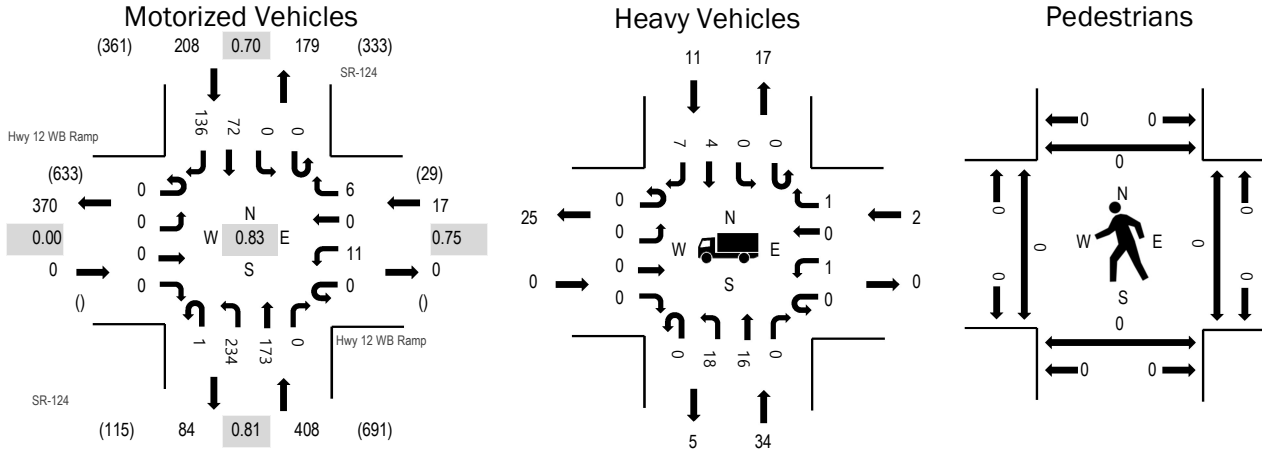 Motorized Vehicles
Heavy Vehicles
Pedestrians
(361) 208 0.70 179 (333)
SR-124
Hwy 12 WB Ramp
136 72 0 0
(633)
370
0.00
0
()
0
0
0
0
N
W 0.83 E
S
6
0
11
0
(29)
17
0.75
0
()
1 234 173 0
Hwy 12 WB Ramp
SR-124
(115) 84 0.81 408 (691)
11 17
7 4 0 0
25
0
0
0
0
0
N
W E
S
1
0
1
0
2
0
0 18 16 0
5 34
0 0
0
0
0
0
N
W E
S
0
0
0
0
0
0 0